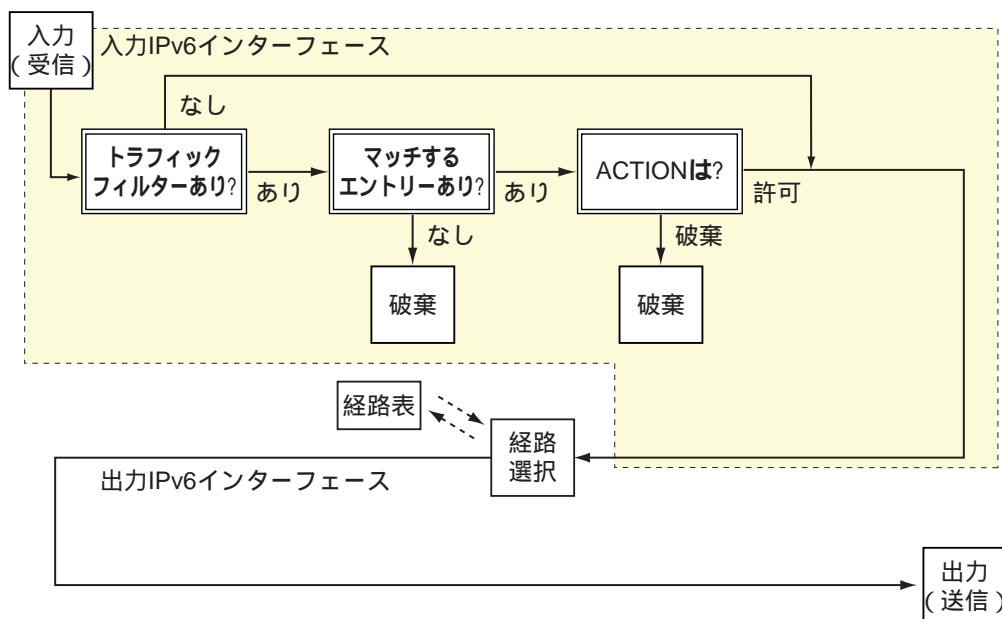 入力
（受信）
入力IPv6インターフェース
なし
トラフィック
フィルターあり?
あり
マッチする
エントリーあり?
あり
ACTIONは?
許可
なし
破棄
破棄
破棄
経路表
経路
選択
出力IPv6インターフェース
出力
（送信）